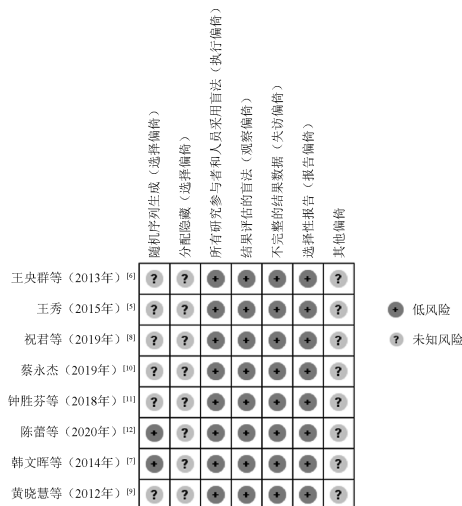 随机序列生成（选择偏倚）
分配隐藏（选择偏倚）
所有研究参与者和人员采用盲法（执行偏倚）
结果评估的盲法（观察偏倚）
不完整的结果数据（失访偏倚）
选择性报告（报告偏倚）
其他偏倚
王央群等（2013年）[6] ? ? + + + + ?
王秀（2015年）[5] ? ? + + + + ?
祝君等（2019年）[8] ? ? + + + + ?
蔡永杰（2019年）[10] ? ? + + + + ?
钟胜芬等（2018年）[11] ? ? + + + + ?
陈蕾等（2020年）[12] + ? + + + + ?
韩文晖等（2014年）[7] + ? + + + + ?
黄晓慧等（2012年）[9] ? ? + + + + ?
+ 低风险
? 未知风险